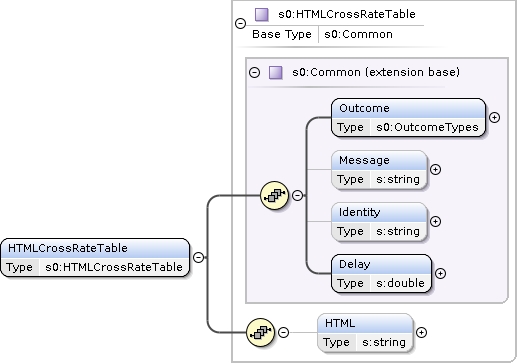 s0:HTMLCrossRateTable
Base Type s0:Common
s0:Common (extension base)
Outcome
Type s0:OutcomeTypes
Message
Type s:string
Identity
Type s:string
HTMLCrossRateTable
Type s0:HTMLCrossRateTable
Delay
Type s:double
HTML
Type s:string